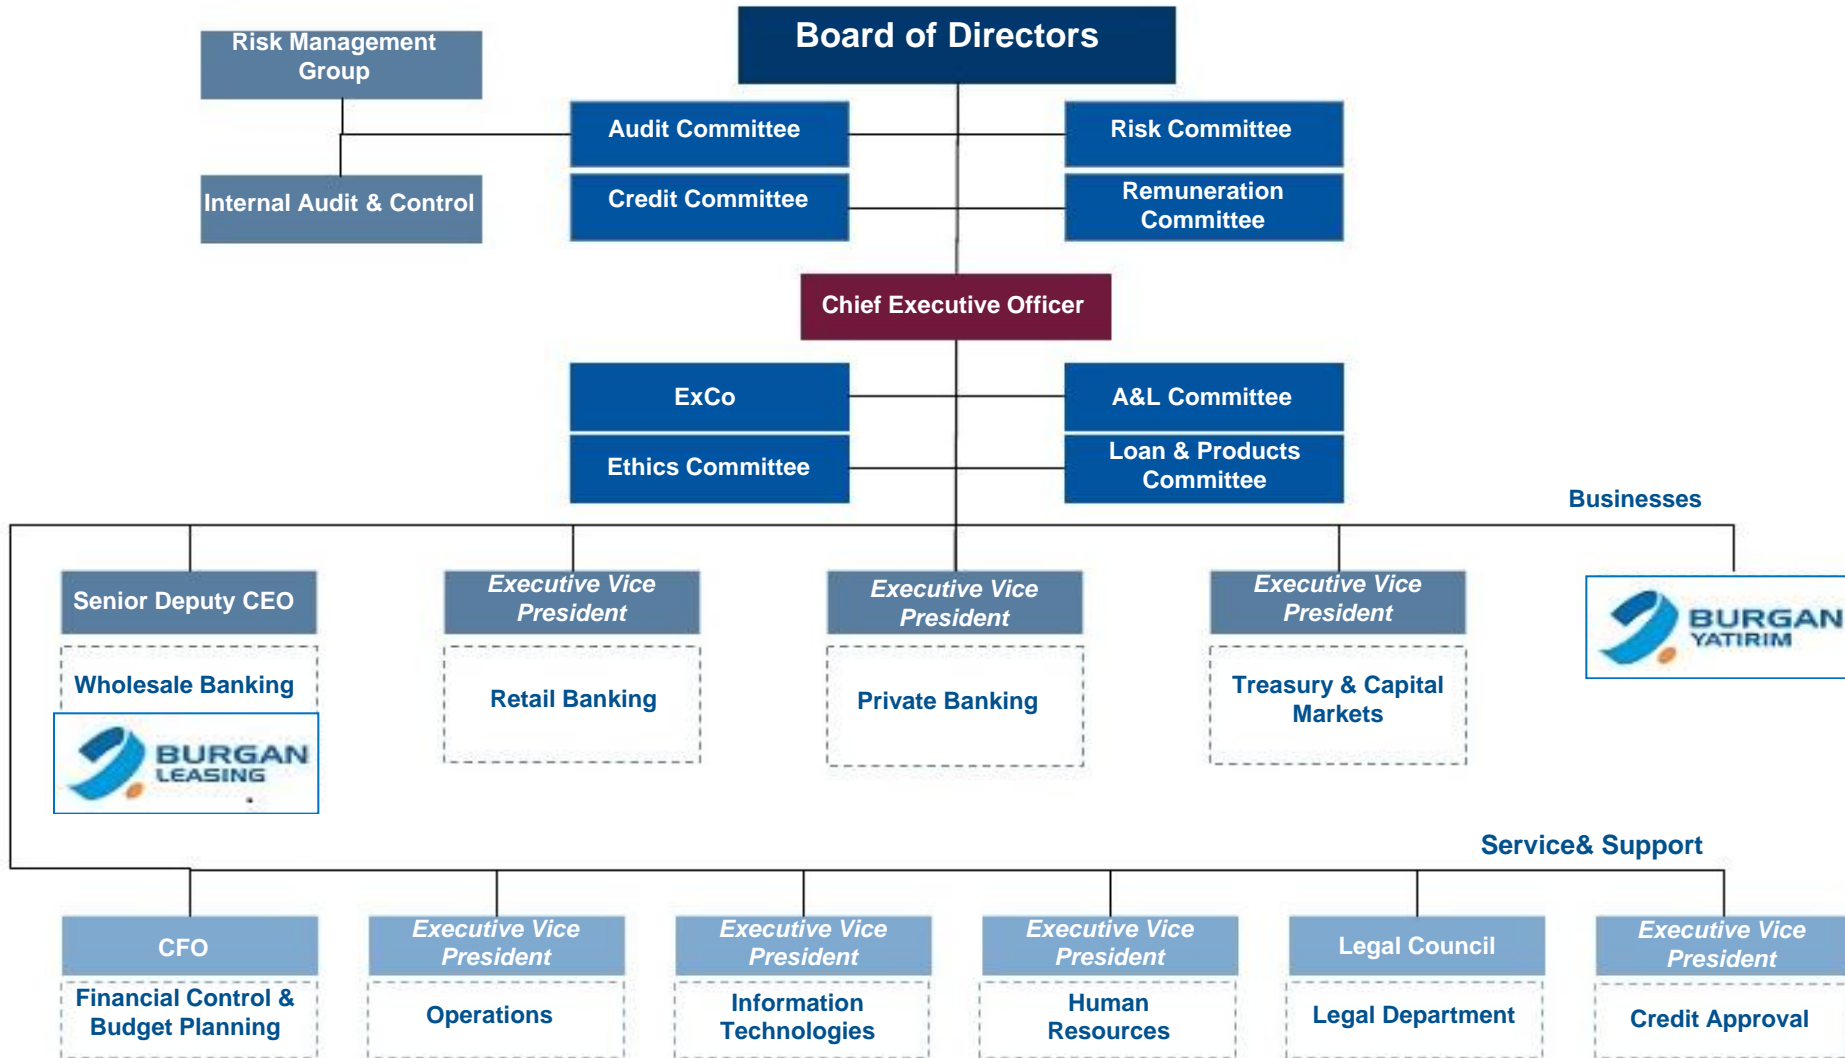 Board of Directors
Risk Management
Group
Audit Committee
Risk Committee
Internal Audit & Control
Credit Committee
Remuneration
Committee
Chief Executive Officer
ExCo
A&L Committee
Ethics Committee
Loan & Products
Committee
Businesses
Senior Deputy CEO
Executive Vice
President
Executive Vice
President
Executive Vice
President
BURGAN
YATIRIM
Wholesale Banking
Retail Banking
Private Banking
Treasury & Capital
Markets
BURGAN
LEASING
Service& Support
CFO
Executive Vice
President
Executive Vice
President
Executive Vice
President
Legal Council
Executive Vice
President
Financial Control &
Budget Planning
Operations
Information
Technologies
Human
Resources
Legal Department
Credit Approval